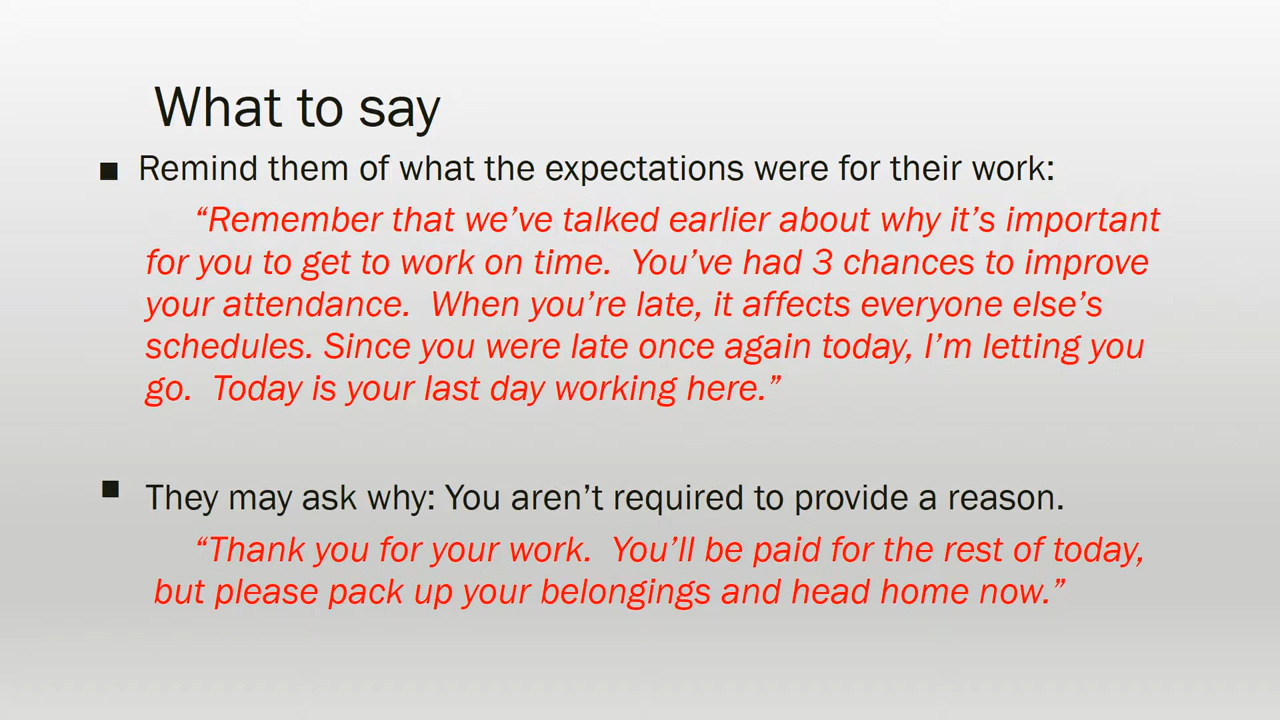 What to say
■ Remind them of what the expectations were for their work:
“Remember that we’ve talked earlier about why it’s important
for you to get to work on time.  You’ve had 3 chances to improve
your attendance.  When you’re late, it affects everyone else’s
schedules. Since you were late once again today, I’m letting you
go.  Today is your last day working here.”
■ They may ask why: You aren’t required to provide a reason.
“Thank you for your work.  You’ll be paid for the rest of today,
but please pack up your belongings and head home now.”